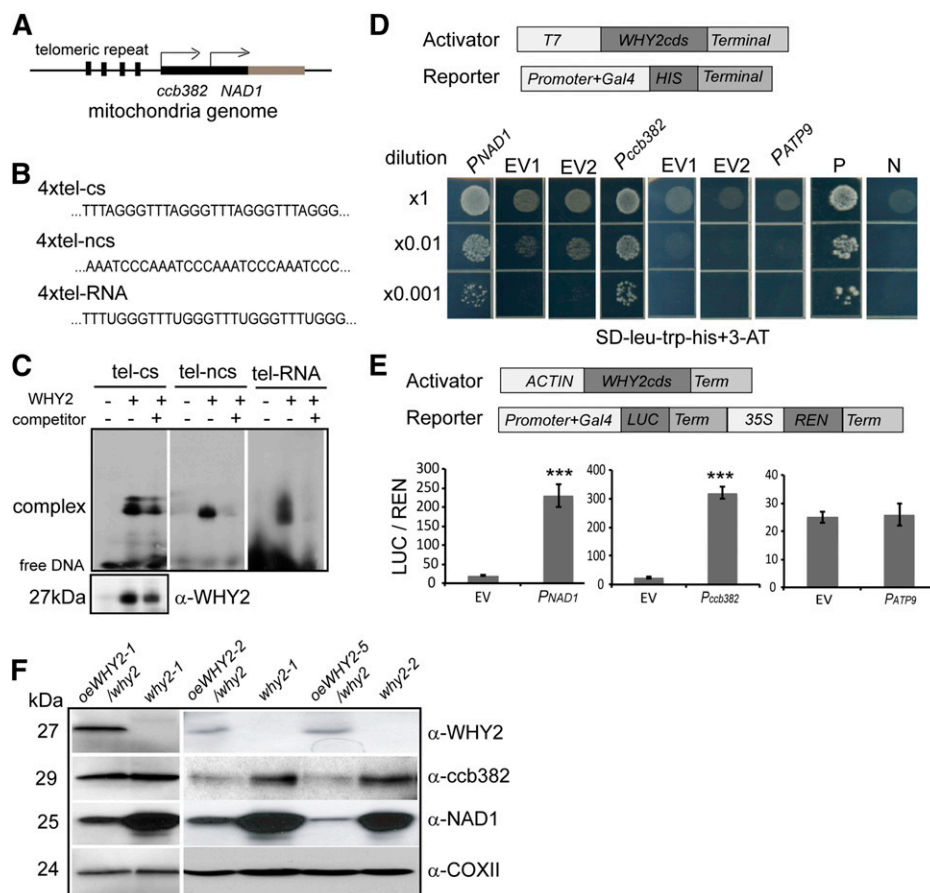 A
telomeric repeat
ccb382 NAD1
mitochondria genome
B
4xtel-cs
...TTTAGGGTTTAGGGTTTAGGGTTTAGGG...
4xtel-ncs
...AAATCCCAAATCCCAAATCCCAAATCCC...
4xtel-RNA
...TTTUGGGTTTUGGGTTTUGGGTTTUGGG...
C
tel-cs tel-ncs tel-RNA
WHY2 - + + - + + - + +
competitor - - + - - + - - +
complex
free DNA
27kDa α-WHY2
D
Activator T7 WHY2cds Terminal
Reporter Promoter+Gal4 HIS Terminal
dilution PNAD1 EV1 EV2 Pccb382 EV1 EV2 PATP9 P N
x1
x0.01
x0.001
SD-leu-trp-his+3-AT
E
Activator ACTIN WHY2cds Term
Reporter Promoter+Gal4 LUC Term 35S REN Term
LUC / REN
300
250
200
150
100
50
0
***
EV PNAD1
400
300
200
100
0
***
EV Pccb382
40
30
20
10
0
EV PATP9
F
kDa oeWHY2-1 /why2 why2-1 oeWHY2-2 /why2 why2-1 oeWHY2-5 /why2 why2-2
27 α-WHY2
29 α-ccb382
25 α-NAD1
24 α-COXII